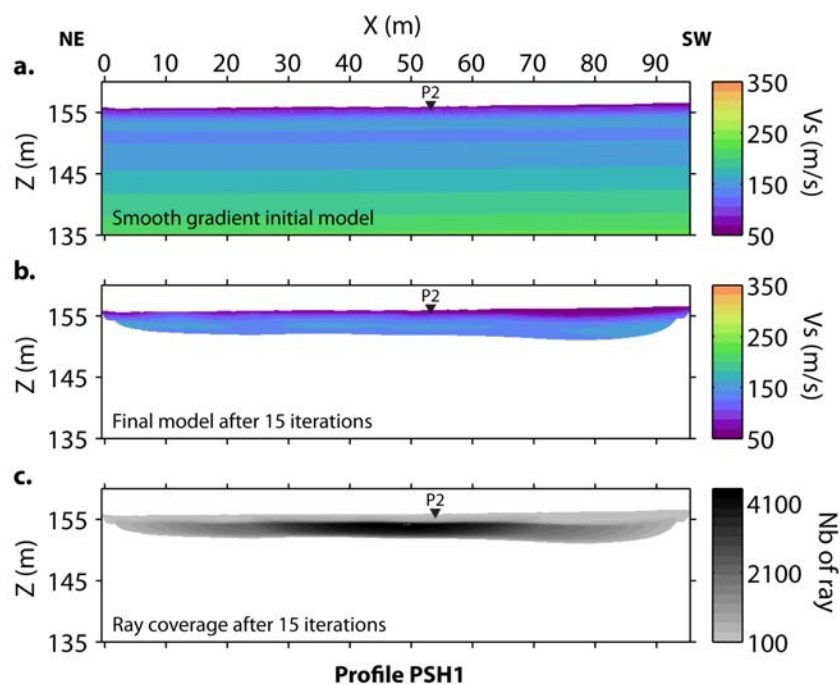 X (m)
NE SW
a. 0 10 20 30 40 50 60 70 80 90
P2
155
145
135
Z (m)
Smooth gradient initial model
350
250
150
50
Vs (m/s)
b.
P2
155
145
135
Z (m)
Final model after 15 iterations
350
250
150
50
Vs (m/s)
c.
P2
155
145
135
Z (m)
Ray coverage after 15 iterations
4100
2100
100
Nb of ray
Profile PSH1